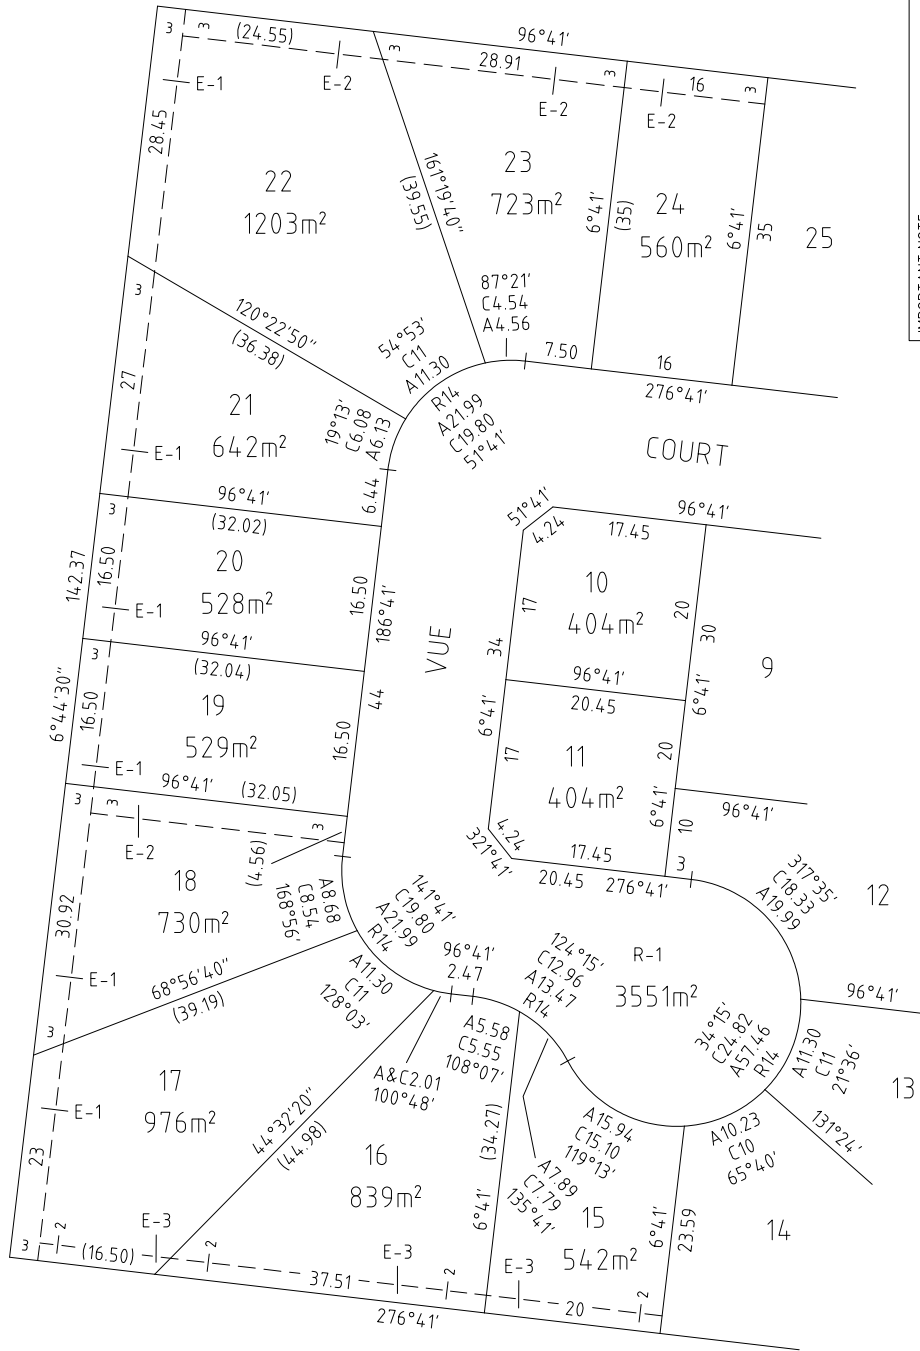 96°41'
3
3
(24.55)
3
28.91
3
16
3
E-1
E-2
E-2
E-2
28.45
22
1203m²
161°19'40"
(39.55)
23
723m²
6°41'
(35)
24
560m²
6°41'
35
25
IMPORTANT NOTE
3
120°22'50"
(36.38)
87°21'
C4.54
A4.56
54°53'
C11
A11.30
7.50
16
276°41'
27
21
642m²
E-1
19°13'
C6.08
A6.13
R14
A21.99
C19.80
51°41'
COURT
6.44
96°41'
(32.02)
3
51°41'
4.24
17.45
96°41'
142.37
16.50
20
528m²
E-1
16.50
186°41'
10
404m²
17
20
30
VUE
34
9
96°41'
(32.04)
3
96°41'
20.45
6°41'
6°44'30"
16.50
19
529m²
E-1
16.50
44
6°41'
17
11
404m²
20
6°41'
96°41'
(32.05)
3
3
3
E-2
(4.56)
4.24
321°41'
17.45
20.45
276°41'
10
3
96°41'
30.92
18
730m²
E-1
A8.68
C8.54
168°56'
141°41'
C19.80
A21.99
R14
317°35'
C18.33
A19.99
12
68°56'40"
(39.19)
A11.30
C11
128°03'
96°41'
2.47
124°15'
C12.96
A13.47
R14
R-1
3551m²
96°41'
3
34°15'
C24.82
A57.46
R14
A11.30
C11
21°36'
13
A5.58
C5.55
108°07'
A&C2.01
100°48'
17
976m²
E-1
23
44°32'20"
(44.98)
(34.27)
6°41'
A15.94
C15.10
119°13'
A10.23
C10
65°40'
131°24'
16
839m²
A7.89
C7.79
135°41'
15
542m²
6°41'
23.59
14
3
2
(16.50)
E-3
2
37.51
E-3
2
E-3
20
2
276°41'